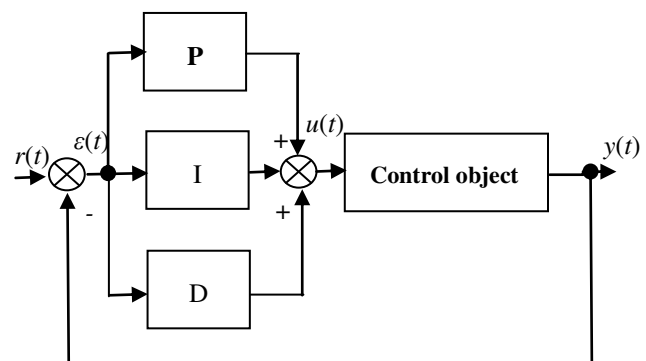 P
r(t)
ε(t)
I
+
u(t)
Control object
y(t)
-
+
D